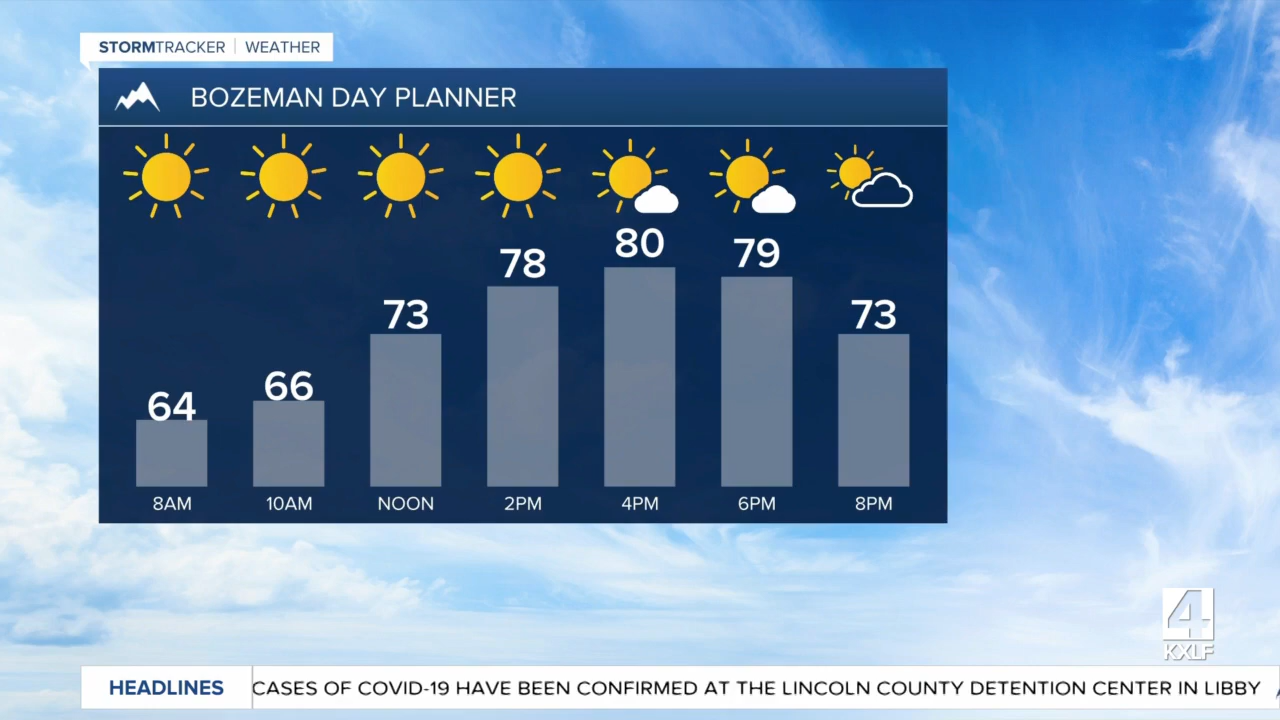 STORMTRACKER | WEATHER
BOZEMAN DAY PLANNER
64 66 73 78 80 79 73
8AM 10AM NOON 2PM 4PM 6PM 8PM
4
KXLF
HEADLINES CASES OF COVID-19 HAVE BEEN CONFIRMED AT THE LINCOLN COUNTY DETENTION CENTER IN LIBBY